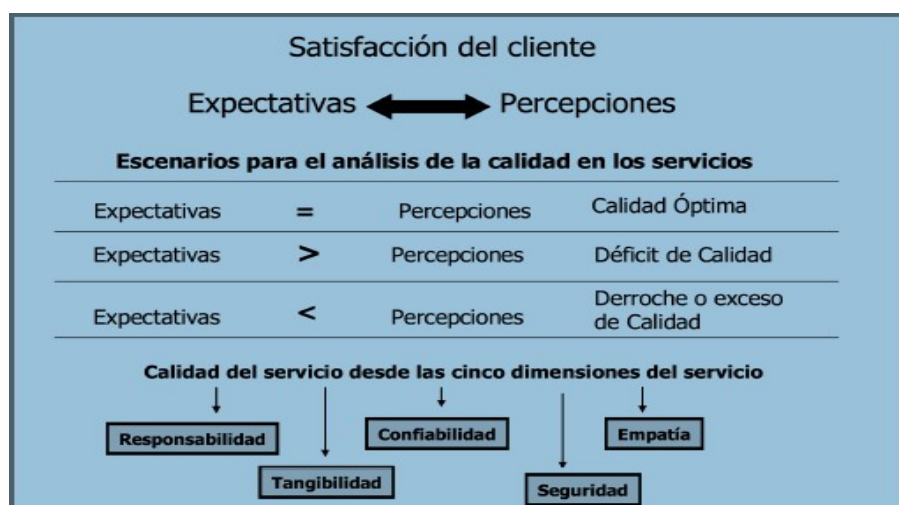 Satisfacción del cliente
Expectativas Percepciones
Escenarios para el análisis de la calidad en los servicios
Expectativas = Percepciones Calidad Óptima
Expectativas > Percepciones Déficit de Calidad
Expectativas < Percepciones Derroche o exceso
de Calidad
Calidad del servicio desde las cinco dimensiones del servicio
Responsabilidad Confiabilidad Empatía
Tangibilidad Seguridad